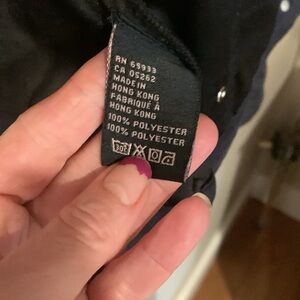 RN 69933
CA 05262
MADE IN
HONG KONG
FABRIQUÉ À
HONG KONG
100% POLYESTER
100% POLYESTER